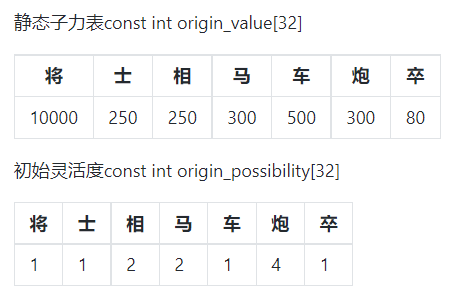 静态子力表const int origin_value[32]
将 士 相 马 车 炮 卒
10000 250 250 300 500 300 80
初始灵活度const int origin_possibility[32]
将 士 相 马 车 炮 卒
1 1 2 2 1 4 1